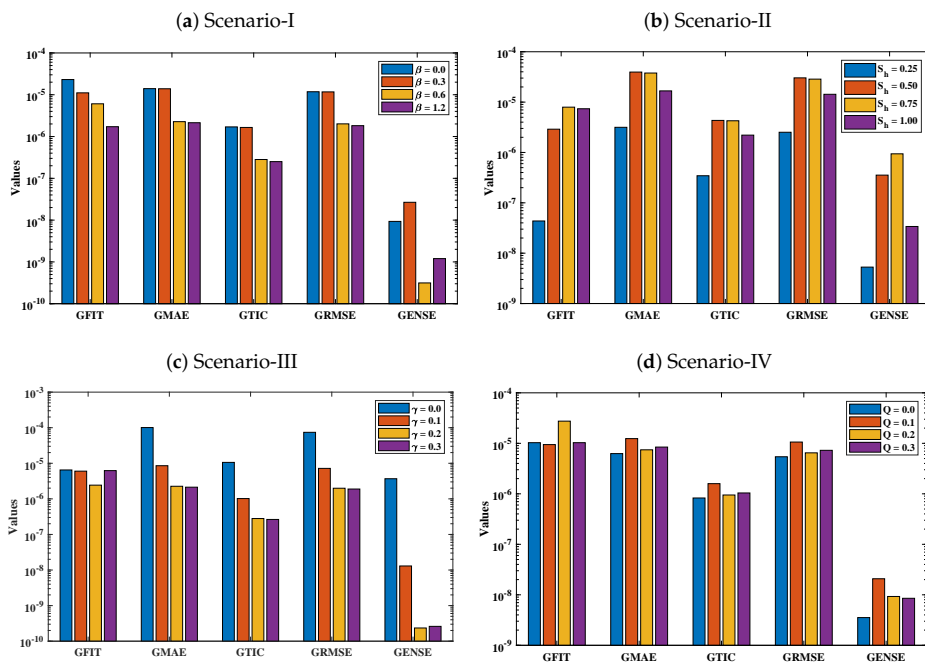 (a) Scenario-I
10⁻⁴
10⁻⁵
10⁻⁶
10⁻⁷
10⁻⁸
10⁻⁹
10⁻¹⁰
Values
β = 0.0
β = 0.3
β = 0.6
β = 1.2
GFIT GMAE GTIC GRMSE GENSE
(b) Scenario-II
10⁻⁴
10⁻⁵
10⁻⁶
10⁻⁷
10⁻⁸
10⁻⁹
Values
S_h = 0.25
S_h = 0.50
S_h = 0.75
S_h = 1.00
GFIT GMAE GTIC GRMSE GENSE
(c) Scenario-III
10⁻³
10⁻⁴
10⁻⁵
10⁻⁶
10⁻⁷
10⁻⁸
10⁻⁹
10⁻¹⁰
Values
γ = 0.0
γ = 0.1
γ = 0.2
γ = 0.3
GFIT GMAE GTIC GRMSE GENSE
(d) Scenario-IV
10⁻⁴
10⁻⁵
10⁻⁶
10⁻⁷
10⁻⁸
10⁻⁹
Values
Q = 0.0
Q = 0.1
Q = 0.2
Q = 0.3
GFIT GMAE GTIC GRMSE GENSE